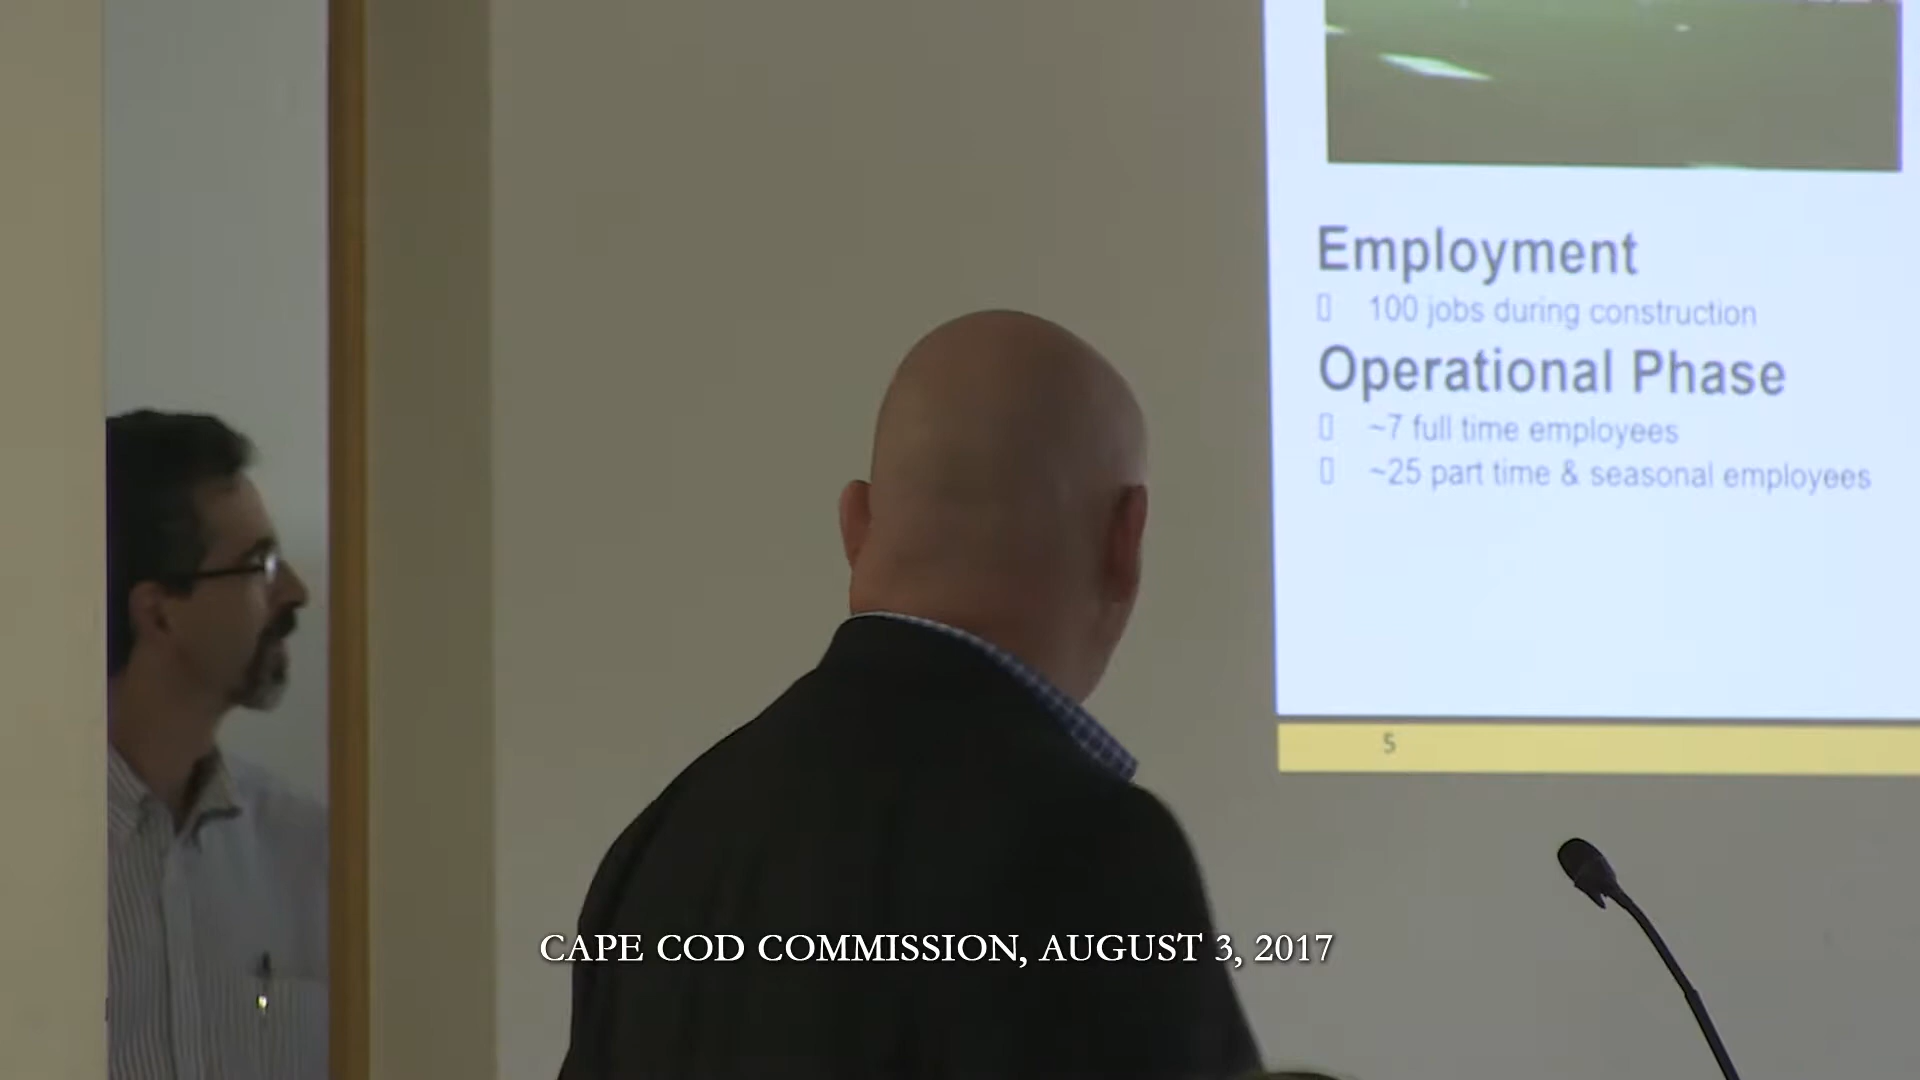 Employment
100 jobs during construction
Operational Phase
~7 full time employees
~25 part time & seasonal employees
5
CAPE COD COMMISSION, AUGUST 3, 2017